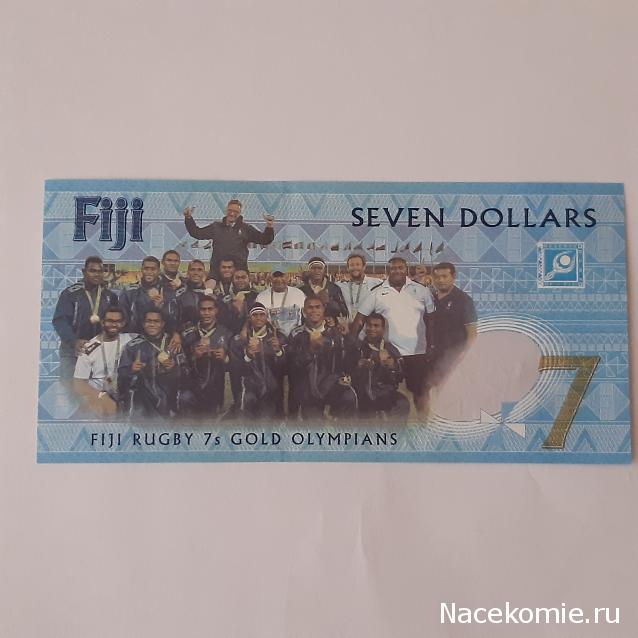 Fiji
SEVEN DOLLARS
FIJI RUGBY 7s GOLD OLYMPIANS
7
Nacekomie.ru